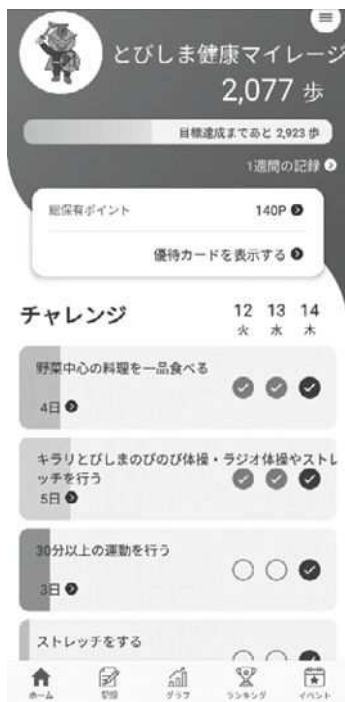 とびしま健康マイレージ
2,077 歩
目標達成まであと 2,923 歩
1週間の記録
総保有ポイント 140P
優待カードを表示する
チャレンジ
12 13 14
火 水 木
野菜中心の料理を一品食べる
4日
キラリとびしまのびのび体操・ラジオ体操やストレ
ッチを行う
5日
30分以上の運動を行う
3日
ストレッチをする
ホーム 記録 グラフ ランキング イベント